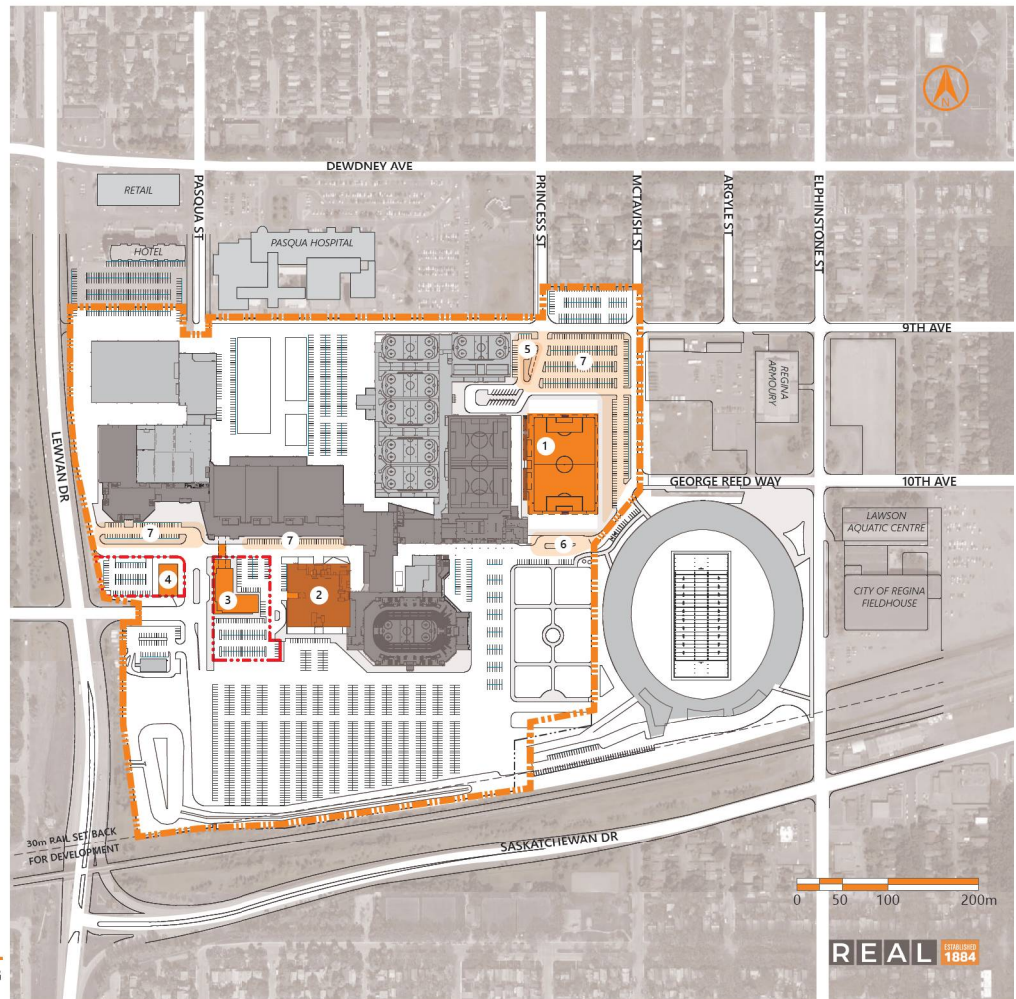 DEWDNEY AVE
RETAIL
PASQUA ST
PRINCESS ST
MCTAVISH ST
ARGYLE ST
ELPHINSTONE ST
N
HOTEL
PASQUA HOSPITAL
9TH AVE
5
7
REGINA
ARMOURY
1
LEWVAN DR
GEORGE REED WAY
10TH AVE
LAWSON
AQUATIC CENTRE
7
7
6
4
3
2
CITY OF REGINA
FIELDHOUSE
30m RAIL SET BACK
FOR DEVELOPMENT
SASKATCHEWAN DR
0 50 100 200m
REAL ESTABLISHED
1884